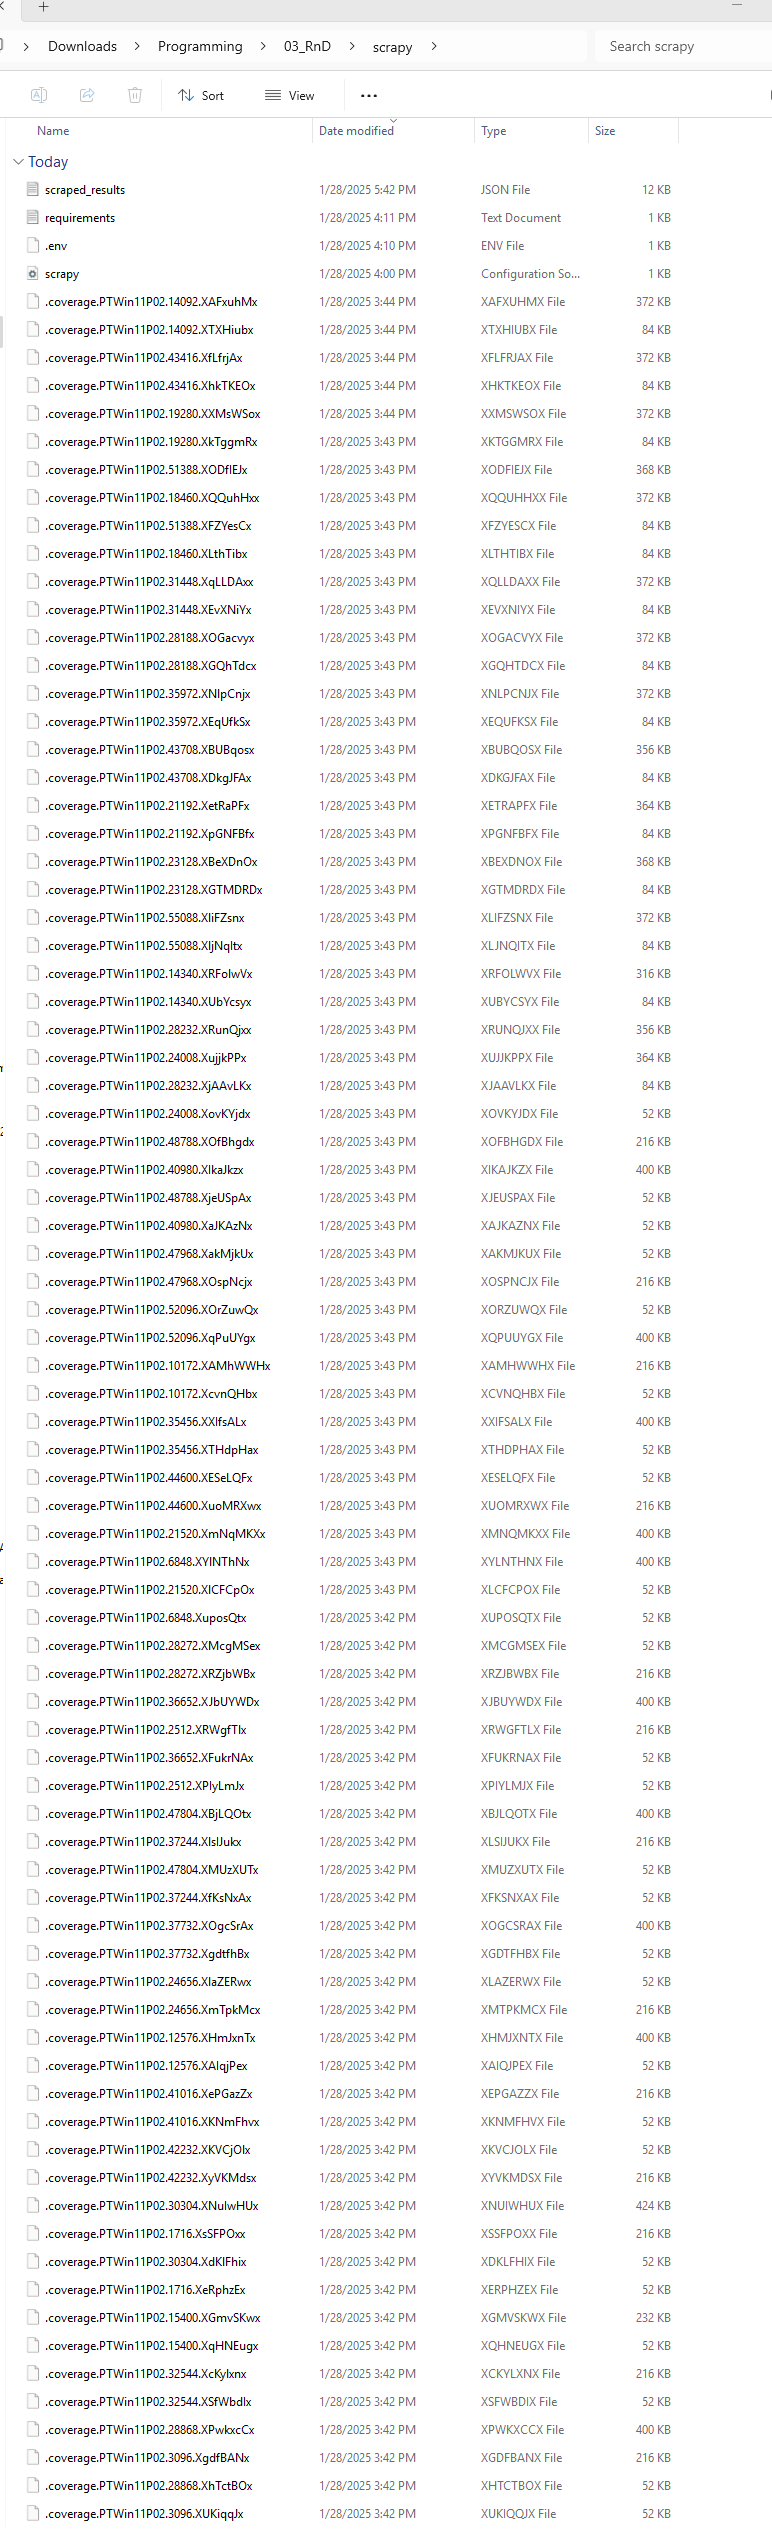 Downloads > Programming > 03_RnD > scrapy > Search scrapy
Sort View
Name Date modified Type Size
Today
scraped_results 1/28/2025 5:42 PM JSON File 12 KB
requirements 1/28/2025 4:11 PM Text Document 1 KB
.env 1/28/2025 4:10 PM ENV File 1 KB
scrapy 1/28/2025 4:00 PM Configuration So... 1 KB
.coverage.PTWin11P02.14092.XAFxuhMx 1/28/2025 3:44 PM XAFXUHMX File 372 KB
.coverage.PTWin11P02.14092.XTXHiubx 1/28/2025 3:44 PM XTXHIUBX File 84 KB
.coverage.PTWin11P02.43416.XfLfrjAx 1/28/2025 3:44 PM XFLFRJAX File 372 KB
.coverage.PTWin11P02.43416.XhkTKEOx 1/28/2025 3:44 PM XHKTKEOX File 84 KB
.coverage.PTWin11P02.19280.XXMsWSox 1/28/2025 3:44 PM XXMSWSOX File 372 KB
.coverage.PTWin11P02.19280.XkTggmRx 1/28/2025 3:43 PM XKTGGMRX File 84 KB
.coverage.PTWin11P02.51388.XODfIEJx 1/28/2025 3:43 PM XODFIEJX File 368 KB
.coverage.PTWin11P02.18460.XQQuhHxx 1/28/2025 3:43 PM XQQUHHXX File 372 KB
.coverage.PTWin11P02.51388.XFZYesCx 1/28/2025 3:43 PM XFZYESCX File 84 KB
.coverage.PTWin11P02.18460.XLthTibx 1/28/2025 3:43 PM XLTHTIBX File 84 KB
.coverage.PTWin11P02.31448.XqLLDAxx 1/28/2025 3:43 PM XQLLDAXX File 372 KB
.coverage.PTWin11P02.31448.XEvXNiYx 1/28/2025 3:43 PM XEVXNIYX File 84 KB
.coverage.PTWin11P02.28188.XOGacvyx 1/28/2025 3:43 PM XOGACVYX File 372 KB
.coverage.PTWin11P02.28188.XGQhTdcx 1/28/2025 3:43 PM XGQHTDCX File 84 KB
.coverage.PTWin11P02.35972.XNlpCnjx 1/28/2025 3:43 PM XNLPCNJX File 372 KB
.coverage.PTWin11P02.35972.XEqUfkSx 1/28/2025 3:43 PM XEQUFKSX File 84 KB
.coverage.PTWin11P02.43708.XBUBqosx 1/28/2025 3:43 PM XBUBQOSX File 356 KB
.coverage.PTWin11P02.43708.XDkgJFAx 1/28/2025 3:43 PM XDKGJFAX File 84 KB
.coverage.PTWin11P02.21192.XetRaPFx 1/28/2025 3:43 PM XETRAPFX File 364 KB
.coverage.PTWin11P02.21192.XpGNFBfx 1/28/2025 3:43 PM XPGNFBFX File 84 KB
.coverage.PTWin11P02.23128.XBeXDnOx 1/28/2025 3:43 PM XBEXDNOX File 368 KB
.coverage.PTWin11P02.23128.XGTMDRDx 1/28/2025 3:43 PM XGTMDRDX File 84 KB
.coverage.PTWin11P02.55088.XliFZsnx 1/28/2025 3:43 PM XLIFZSNX File 372 KB
.coverage.PTWin11P02.55088.XljNqItx 1/28/2025 3:43 PM XLJNQITX File 84 KB
.coverage.PTWin11P02.14340.XRFolwVx 1/28/2025 3:43 PM XRFOLWVX File 316 KB
.coverage.PTWin11P02.14340.XUbYcsyx 1/28/2025 3:43 PM XUBYCSYX File 84 KB
.coverage.PTWin11P02.28232.XRunQjxx 1/28/2025 3:43 PM XRUNQJXX File 356 KB
.coverage.PTWin11P02.24008.XujjkPPx 1/28/2025 3:43 PM XUJJKPPX File 364 KB
.coverage.PTWin11P02.28232.XjAAvLKx 1/28/2025 3:43 PM XJAAVLKX File 84 KB
.coverage.PTWin11P02.24008.XovKYjdx 1/28/2025 3:43 PM XOVKYJDX File 52 KB
.coverage.PTWin11P02.48788.XOfBhgdx 1/28/2025 3:43 PM XOFBHGDX File 216 KB
.coverage.PTWin11P02.40980.XIkaJkzx 1/28/2025 3:43 PM XIKAJKZX File 400 KB
.coverage.PTWin11P02.48788.XjeUSpAx 1/28/2025 3:43 PM XJEUSPAX File 52 KB
.coverage.PTWin11P02.40980.XaJKAzNx 1/28/2025 3:43 PM XAJKAZNX File 52 KB
.coverage.PTWin11P02.47968.XakMjkUx 1/28/2025 3:43 PM XAKMJKUX File 52 KB
.coverage.PTWin11P02.47968.XOspNcjx 1/28/2025 3:43 PM XOSPNCJX File 216 KB
.coverage.PTWin11P02.52096.XOrZuwQx 1/28/2025 3:43 PM XORZUWQX File 52 KB
.coverage.PTWin11P02.52096.XqPuUYgx 1/28/2025 3:43 PM XQPUUYGX File 400 KB
.coverage.PTWin11P02.10172.XAMhWWHx 1/28/2025 3:43 PM XAMHWWHX File 216 KB
.coverage.PTWin11P02.10172.XcvnQHbx 1/28/2025 3:43 PM XCVNQHBX File 52 KB
.coverage.PTWin11P02.35456.XXIfsALx 1/28/2025 3:43 PM XXIFSALX File 400 KB
.coverage.PTWin11P02.35456.XTHdpHax 1/28/2025 3:43 PM XTHDPHAX File 52 KB
.coverage.PTWin11P02.44600.XESeLQFx 1/28/2025 3:43 PM XESELQFX File 52 KB
.coverage.PTWin11P02.44600.XuoMRXwx 1/28/2025 3:43 PM XUOMRXWX File 216 KB
.coverage.PTWin11P02.21520.XmNqMKXx 1/28/2025 3:43 PM XMNQMKXX File 400 KB
.coverage.PTWin11P02.6848.XYlNThNx 1/28/2025 3:43 PM XYLNTHNX File 400 KB
.coverage.PTWin11P02.21520.XlCFCpOx 1/28/2025 3:43 PM XLCFCPOX File 52 KB
.coverage.PTWin11P02.6848.XuposQtx 1/28/2025 3:42 PM XUPOSQTX File 52 KB
.coverage.PTWin11P02.28272.XMcgMSex 1/28/2025 3:42 PM XMCGMSEX File 52 KB
.coverage.PTWin11P02.28272.XRZjbWBx 1/28/2025 3:42 PM XRZJBWBX File 216 KB
.coverage.PTWin11P02.36652.XJbUYWDx 1/28/2025 3:42 PM XJBUYWDX File 400 KB
.coverage.PTWin11P02.2512.XRWgfTlx 1/28/2025 3:42 PM XRWGFTLX File 216 KB
.coverage.PTWin11P02.36652.XFukrNAx 1/28/2025 3:42 PM XFUKRNAX File 52 KB
.coverage.PTWin11P02.2512.XPIyLmJx 1/28/2025 3:42 PM XPIYLMJX File 52 KB
.coverage.PTWin11P02.47804.XBjLQOtx 1/28/2025 3:42 PM XBJLQOTX File 400 KB
.coverage.PTWin11P02.37244.XlsIJukx 1/28/2025 3:42 PM XLSIJUKX File 216 KB
.coverage.PTWin11P02.47804.XMUzXUTx 1/28/2025 3:42 PM XMUZXUTX File 52 KB
.coverage.PTWin11P02.37244.XfKsNxAx 1/28/2025 3:42 PM XFKSNXAX File 52 KB
.coverage.PTWin11P02.37732.XOgcSrAx 1/28/2025 3:42 PM XOGCSRAX File 400 KB
.coverage.PTWin11P02.37732.XgdtfhBx 1/28/2025 3:42 PM XGDTFHBX File 52 KB
.coverage.PTWin11P02.24656.XlaZERwx 1/28/2025 3:42 PM XLAZERWX File 52 KB
.coverage.PTWin11P02.24656.XmTpkMcx 1/28/2025 3:42 PM XMTPKMCX File 216 KB
.coverage.PTWin11P02.12576.XHmJxnTx 1/28/2025 3:42 PM XHMJXNTX File 400 KB
.coverage.PTWin11P02.12576.XAIqjPex 1/28/2025 3:42 PM XAIQJPEX File 52 KB
.coverage.PTWin11P02.41016.XePGazZx 1/28/2025 3:42 PM XEPGAZZX File 216 KB
.coverage.PTWin11P02.41016.XKNmFhvx 1/28/2025 3:42 PM XKNMFHVX File 52 KB
.coverage.PTWin11P02.42232.XKVCjOlx 1/28/2025 3:42 PM XKVCJOLX File 52 KB
.coverage.PTWin11P02.42232.XyVKMdsx 1/28/2025 3:42 PM XYVKMDSX File 216 KB
.coverage.PTWin11P02.30304.XNuIwHUx 1/28/2025 3:42 PM XNUIWHUX File 424 KB
.coverage.PTWin11P02.1716.XsSFPOxx 1/28/2025 3:42 PM XSSFPOXX File 216 KB
.coverage.PTWin11P02.30304.XdKlFhix 1/28/2025 3:42 PM XDKLFHIX File 52 KB
.coverage.PTWin11P02.1716.XeRphzEx 1/28/2025 3:42 PM XERPHZEX File 52 KB
.coverage.PTWin11P02.15400.XGmvSKwx 1/28/2025 3:42 PM XGMVSKWX File 232 KB
.coverage.PTWin11P02.15400.XqHNEugx 1/28/2025 3:42 PM XQHNEUGX File 52 KB
.coverage.PTWin11P02.32544.XcKylxnx 1/28/2025 3:42 PM XCKYLXNX File 216 KB
.coverage.PTWin11P02.32544.XSfWbdIx 1/28/2025 3:42 PM XSFWBDIX File 52 KB
.coverage.PTWin11P02.28868.XPwkxcCx 1/28/2025 3:42 PM XPWKXCCX File 400 KB
.coverage.PTWin11P02.3096.XgdfBANx 1/28/2025 3:42 PM XGDFBANX File 216 KB
.coverage.PTWin11P02.28868.XhTctBOx 1/28/2025 3:42 PM XHTCTBOX File 52 KB
.coverage.PTWin11P02.3096.XUKiqqJx 1/28/2025 3:42 PM XUKIQQJX File 52 KB